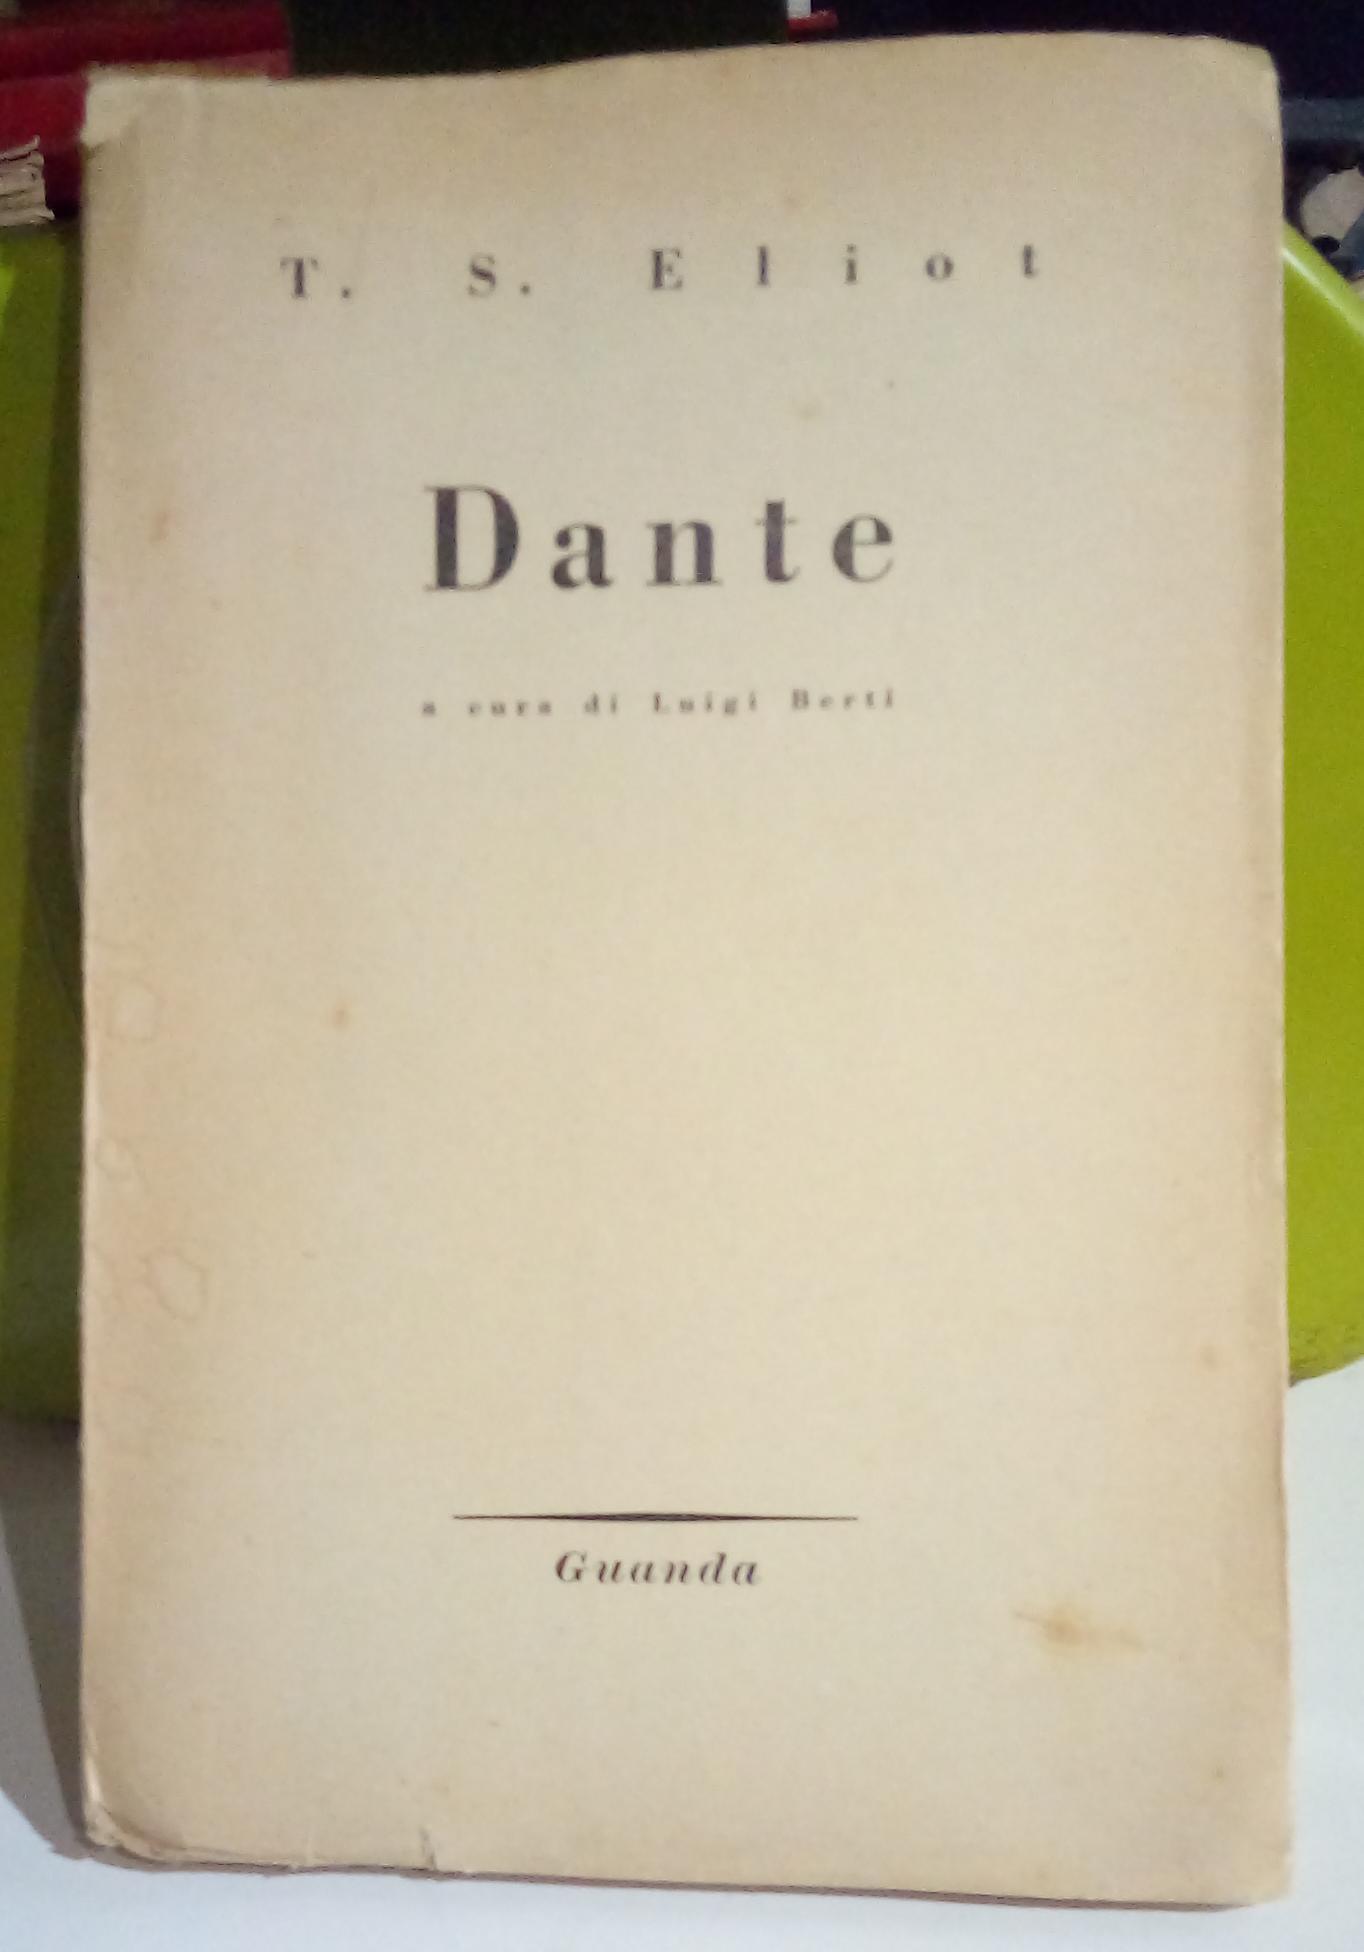 T. S. Eliot
Dante
a cura di Luigi Berti
Guanda